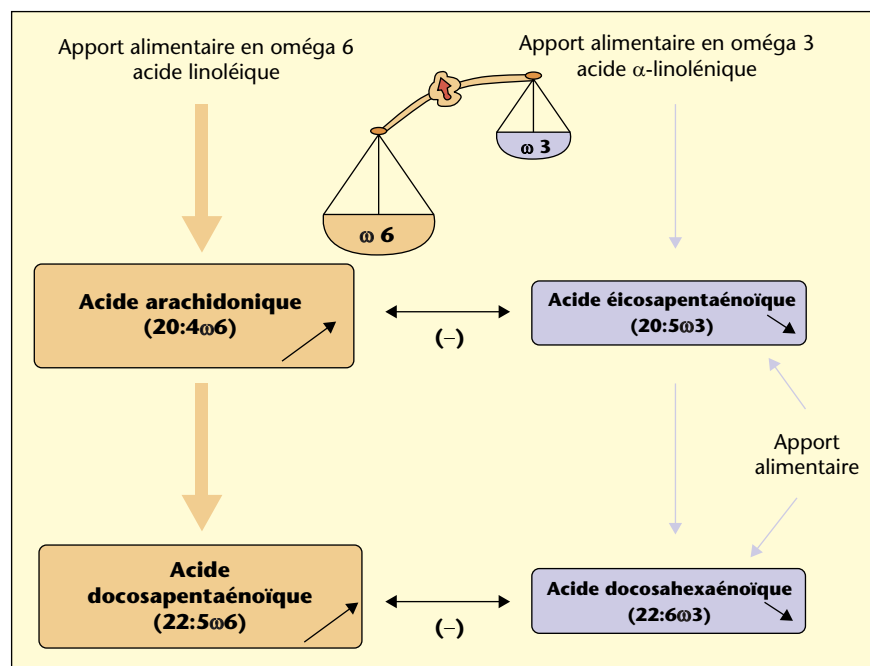 Apport alimentaire en oméga 6
acide linoléique
Apport alimentaire en oméga 3
acide α-linolénique
ω 3
ω 6
Acide arachidonique
(20:4ω6)
(–)
Acide éicosapentaénoïque
(20:5ω3)
Apport
alimentaire
Acide
docosapentaénoïque
(22:5ω6)
(–)
Acide docosahexaénoïque
(22:6ω3)